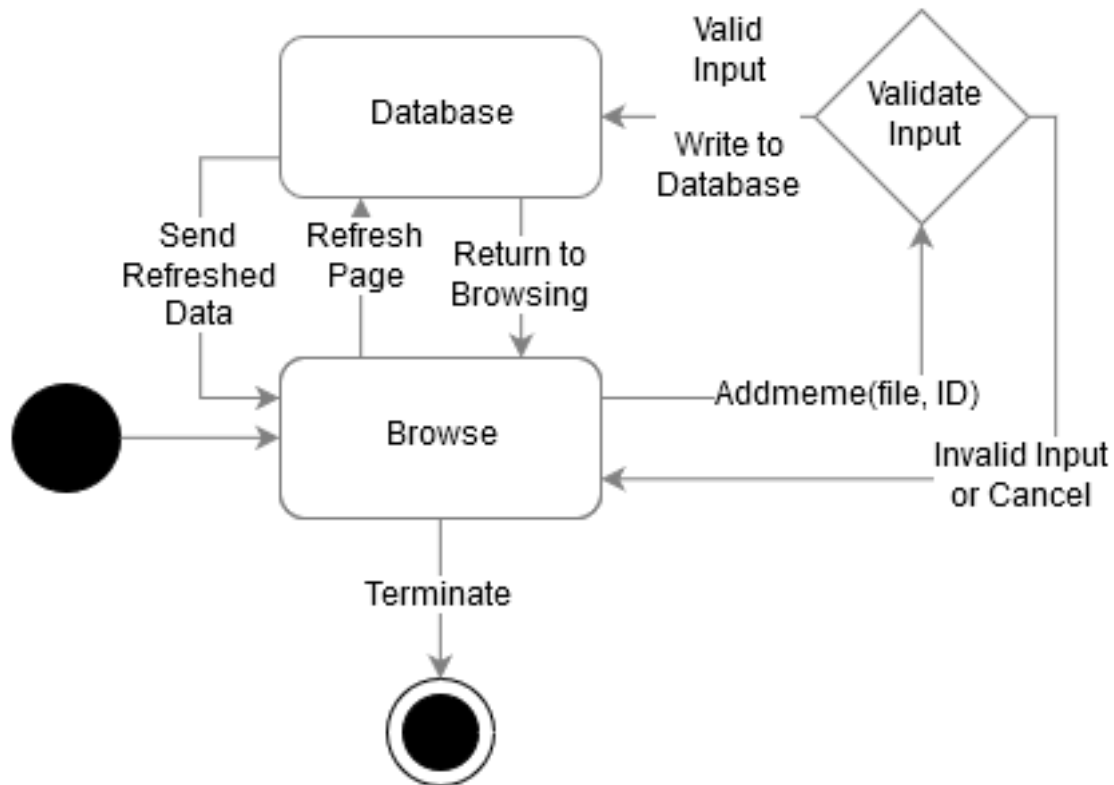 Valid
Input
Validate
Input
Database
Write to
Database
Send
Refreshed
Data
Refresh
Page
Return to
Browsing
Addmeme(file, ID)
Browse
Invalid Input
or Cancel
Terminate